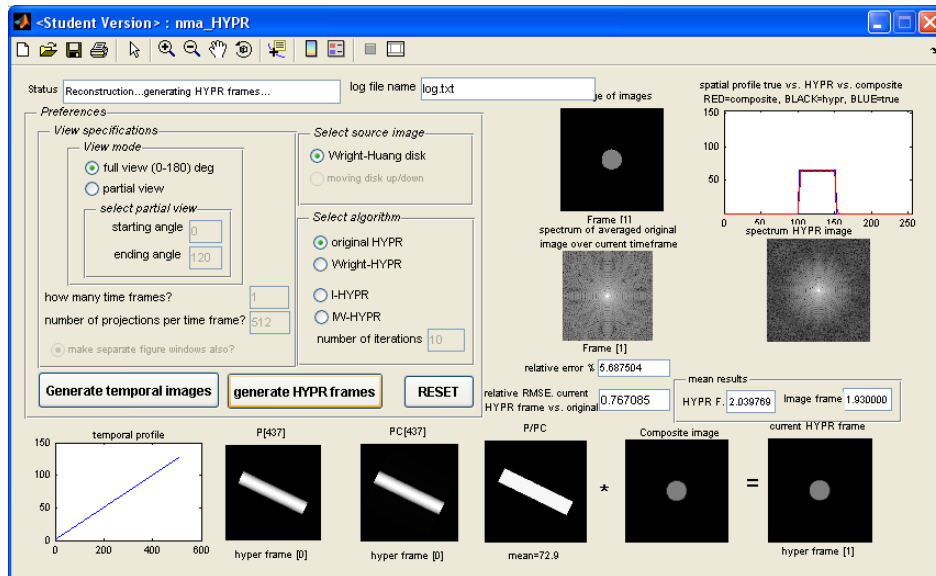 <Student Version> : nma_HYPR
Status Reconstruction...generating HYPR frames...
log file name log.txt
Preferences
View specifications
View mode
full view (0-180) deg
partial view
select partial view
starting angle 0
ending angle 120
how many time frames? 1
number of projections per time frame? 512
make separate figure windows also?
Select source image
Wright-Huang disk
moving disk up/down
Select algorithm
original HYPR
Wright-HYPR
I-HYPR
IW-HYPR
number of iterations 10
Generate temporal images
generate HYPR frames
RESET
ge of images
Frame [1]
spectrum of averaged original
image over current timeframe
Frame [1]
spatial profile true vs. HYPR vs. composite
RED=composite, BLACK=hypr, BLUE=true
150
100
50
0 50 100 150 200 250
spectrum HYPR image
relative error % 5.687504
relative RMSE. current
HYPR frame vs. original 0.767085
mean results
HYPR F. 2.039769 Image frame 1.930000
temporal profile
150
100
50
0
0 200 400 600
P[437]
hyper frame [0]
PC[437]
hyper frame [0]
P/PC
mean=72.9
*
Composite image
=
current HYPR frame
hyper frame [1]